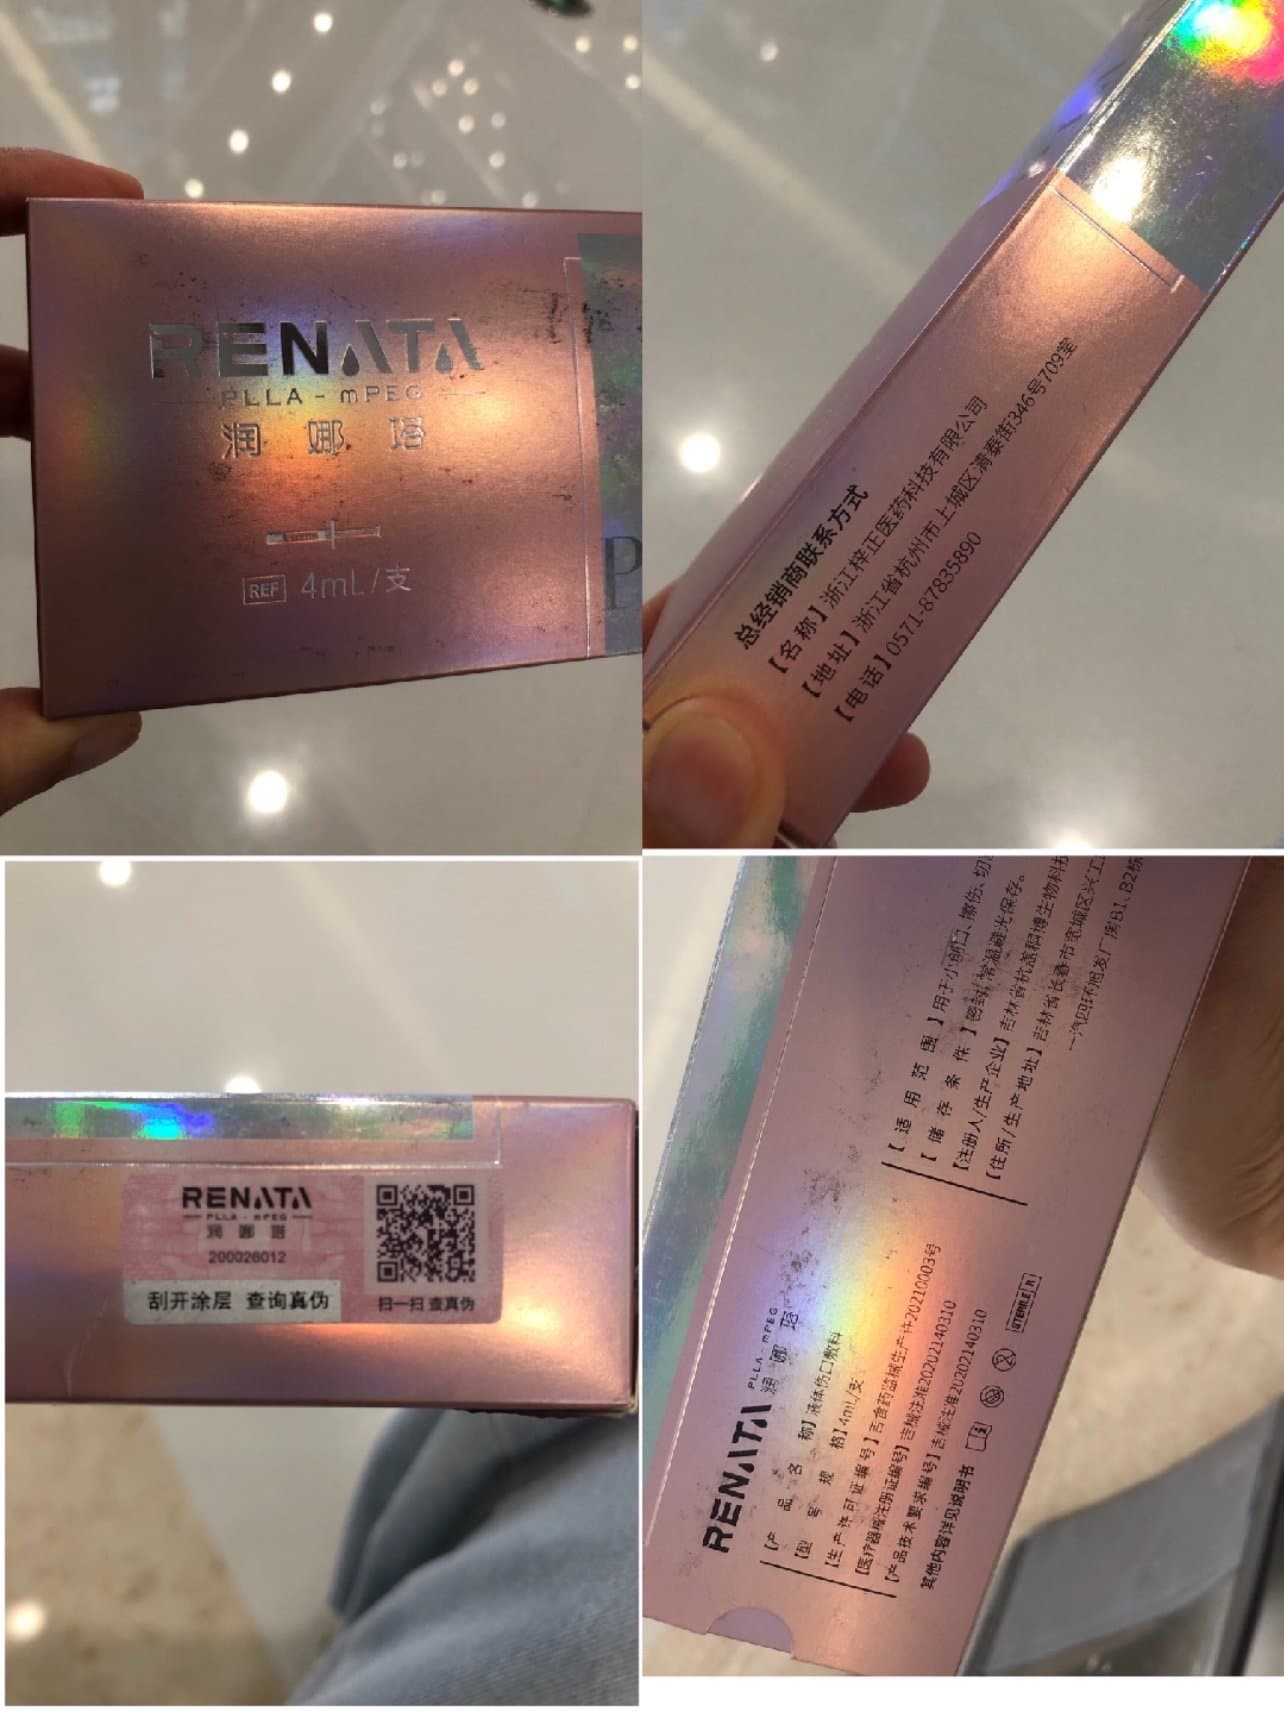 RENATA
PLLA - mPEG
润娜珞
REF 4mL/支
P
总经销商联系方式
【名称】浙江梓正医药科技有限公司
【地址】浙江省杭州市上城区清泰街346号709室
【电话】0571-87835890
RENATA
PLLA - mPEG
润娜珞
200026012
刮开涂层 查询真伪
扫一扫 查真伪
RENATA PLLA - mPEG
润娜珞
【产品名称】液体伤口敷料
【型号规格】4mL/支
【生产许可证编号】吉食药监械生产许20210003号
【医疗器械注册证编号】吉械注准20202140310
【产品技术要求编号】吉械注准20202140310
其他内容详见说明书
STERILE R
【适用范围】用于小创口、擦伤、切
【储存条件】密封,常温避光保存。
【注册人/生产企业】吉林省杭涤科博生物科技
【住所/生产地址】吉林省长春市宽城区兴工
一汽四环旭发厂房B1、B2栋